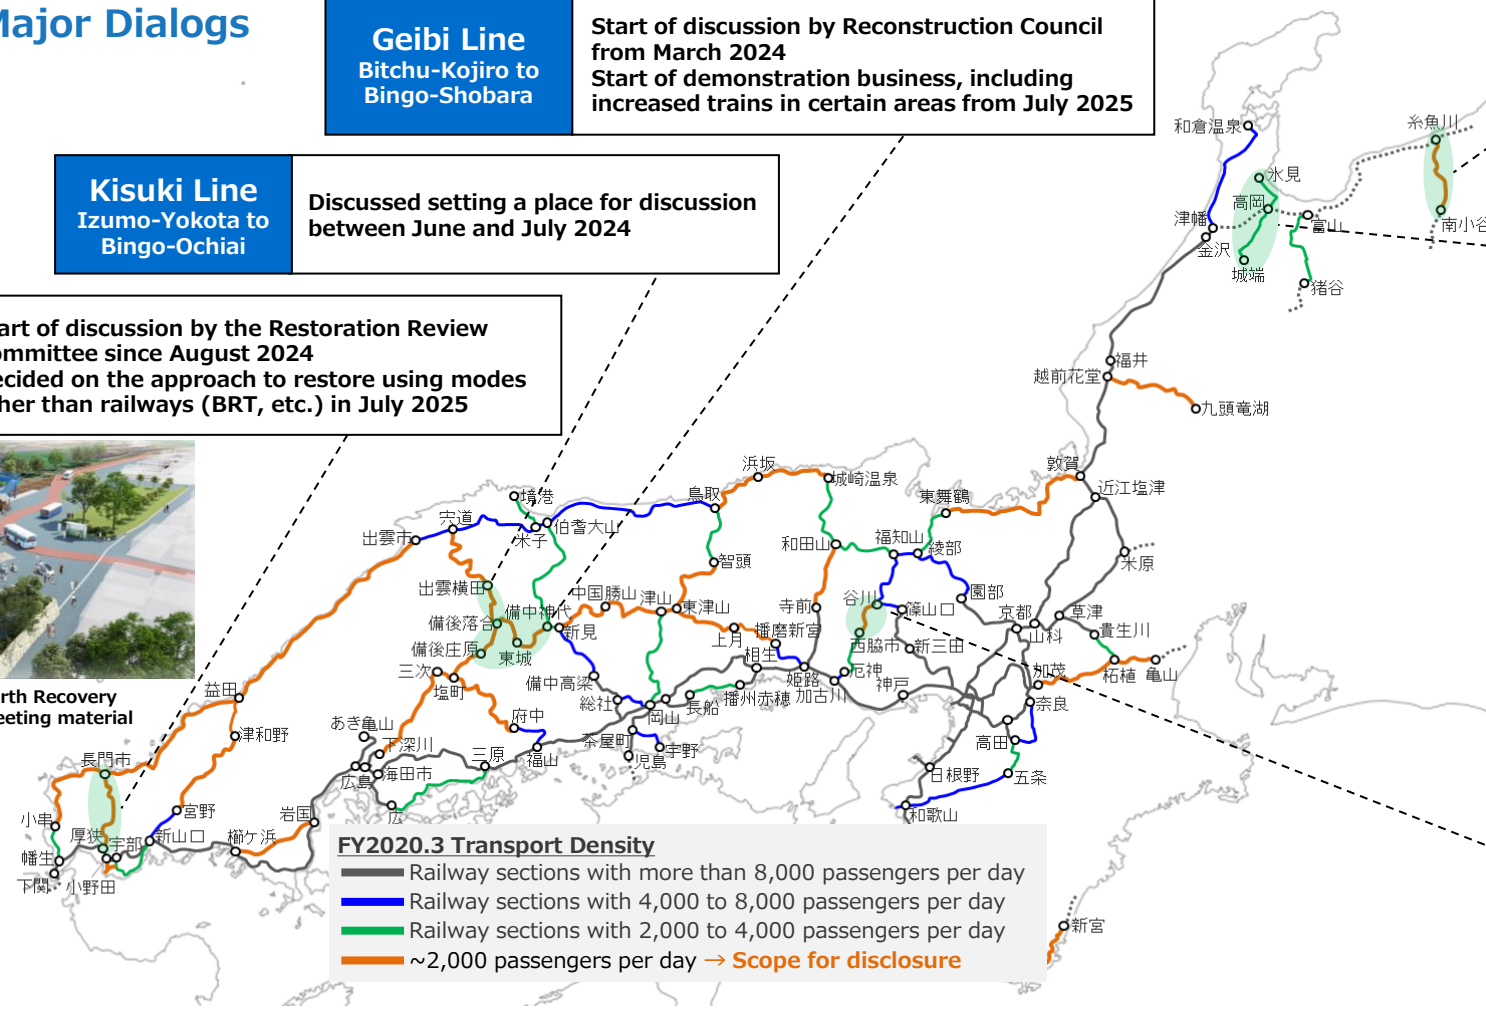 Major Dialogs
Geibi Line
Bitchu-Kojiro to
Bingo-Shobara
Start of discussion by Reconstruction Council
from March 2024
Start of demonstration business, including
increased trains in certain areas from July 2025
Kisuki Line
Izumo-Yokota to
Bingo-Ochiai
Discussed setting a place for discussion
between June and July 2024
art of discussion by the Restoration Review
ommittee since August 2024
ecided on the approach to restore using modes
her than railways (BRT, etc.) in July 2025
rth Recovery
eeting material
和倉温泉
糸魚川
氷見
高岡
津幡
富山
南小谷
金沢
城端
猪谷
福井
越前花堂
九頭竜湖
敦賀
近江塩津
浜坂
城崎温泉
鳥取
東舞鶴
境港
宍道
出雲市
米子
伯耆大山
和田山
福知山
綾部
米原
智頭
出雲横田
中国勝山
津山
東津山
寺前
谷川
篠山口
園部
京都
草津
備後落合
備中神代
新見
上月
播磨新宮
山科
貴生川
備後庄原
東城
相生
西脇市
新三田
三次
塩町
備中高梁
姫路
加古川
厄神
神戸
加茂
柘植
亀山
益田
総社
岡山
長船
播州赤穂
奈良
あき亀山
府中
津和野
下深川
三原
福山
茶屋町
児島
宇野
高田
長門市
広島
海田市
日根野
五条
小串
宮野
岩国
広
和歌山
厚狭
宇部
新山口
櫛ケ浜
幡生
下関
小野田
新宮
FY2020.3 Transport Density
Railway sections with more than 8,000 passengers per day
Railway sections with 4,000 to 8,000 passengers per day
Railway sections with 2,000 to 4,000 passengers per day
~2,000 passengers per day → Scope for disclosure